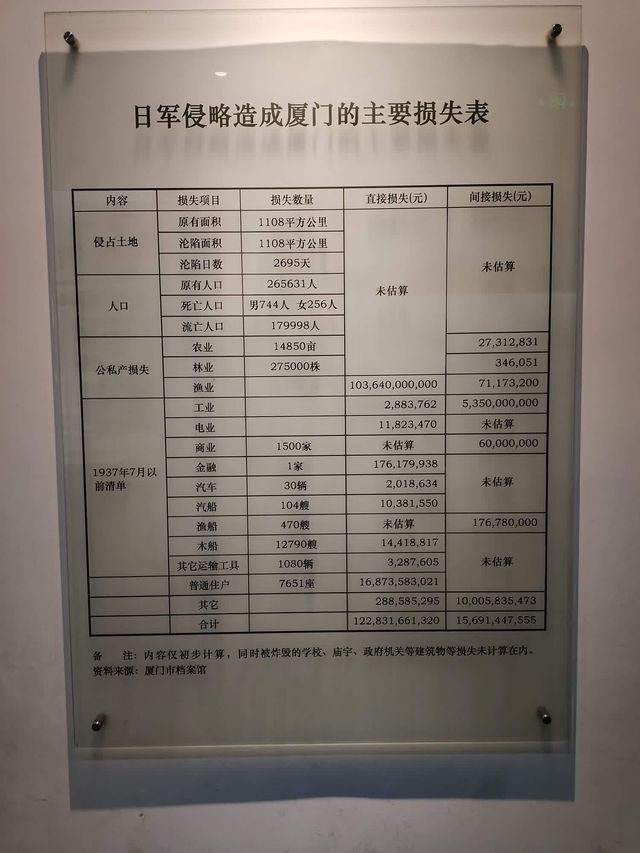 日军侵略造成厦门的主要损失表
内容 损失项目 损失数量 直接损失(元) 间接损失(元)
侵占土地 原有面积 1108平方公里 未估算 未估算
沦陷面积 1108平方公里
沦陷日数 2695天
人口 原有人口 265631人
死亡人口 男744人 女256人
流亡人口 179998人
公私产损失 农业 14850亩 27,312,831
林业 275000株 346,051
渔业 103,640,000,000 71,173,200
1937年7月以前清单 工业 2,883,762 5,350,000,000
电业 11,823,470 未估算
商业 1500家 未估算 60,000,000
金融 1家 176,179,938 未估算
汽车 30辆 2,018,634
汽船 104艘 10,381,550
渔船 470艘 未估算 176,780,000
木船 12790艘 14,418,817 未估算
其它运输工具 1080辆 3,287,605
普通住户 7651座 16,873,583,021
其它 288,585,295 10,005,835,473
合计 122,831,661,320 15,691,447,555
备 注：内容仅初步计算，同时被炸毁的学校、庙宇、政府机关等建筑物等损失未计算在内。
资料来源：厦门市档案馆